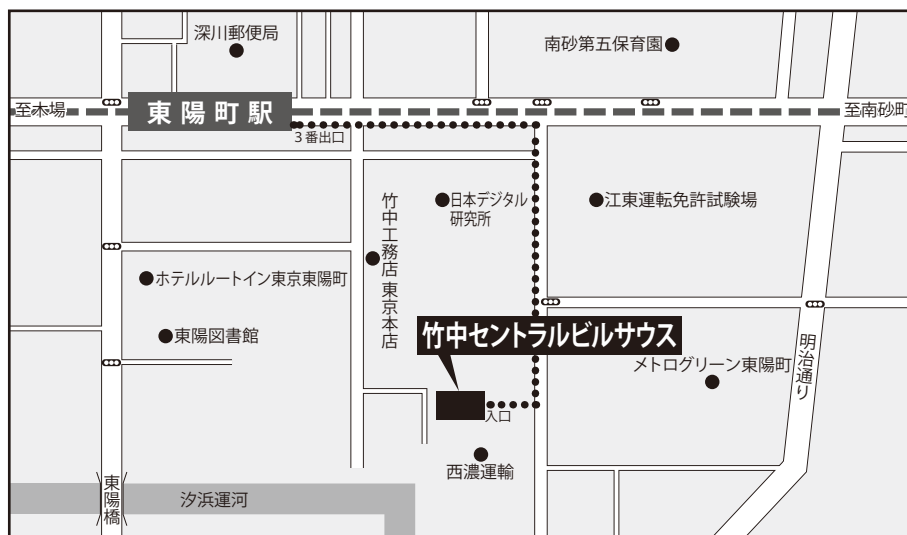 深川郵便局
南砂第五保育園
至木場
東陽町駅
至南砂町
3番出口
日本デジタル
研究所
江東運転免許試験場
竹中工務店 東京本店
ホテルルートイン東京東陽町
東陽図書館
竹中セントラルビルサウス
メトログリーン東陽町
明治通り
入口
西濃運輸
東陽橋
汐浜運河